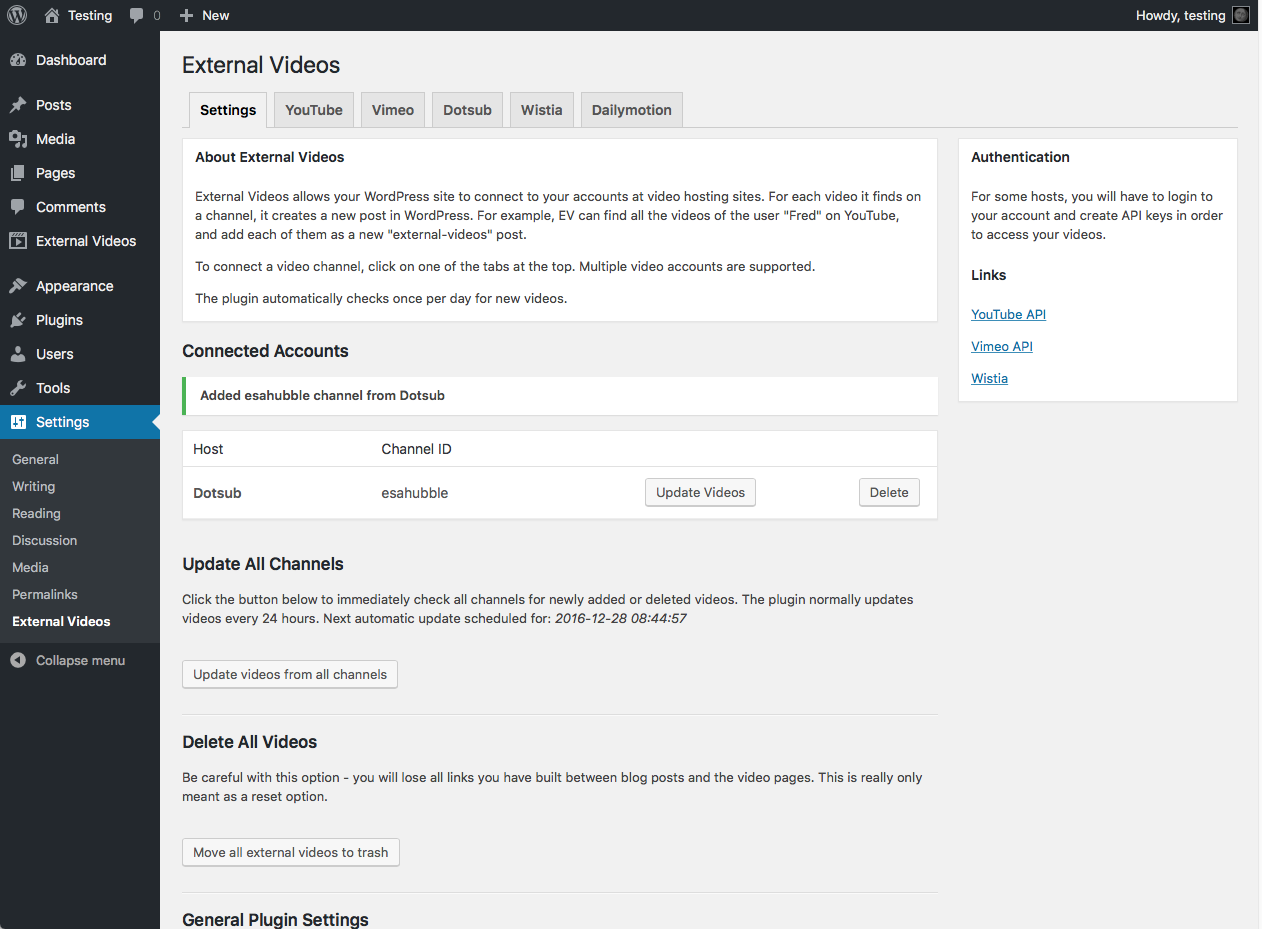 Testing
0
New
Howdy, testing
Dashboard
Posts
Media
Pages
Comments
External Videos
Appearance
Plugins
Users
Tools
Settings
General
Writing
Reading
Discussion
Media
Permalinks
External Videos
Collapse menu
External Videos
Settings
YouTube
Vimeo
Dotsub
Wistia
Dailymotion
About External Videos
External Videos allows your WordPress site to connect to your accounts at video hosting sites. For each video it finds on
a channel, it creates a new post in WordPress. For example, EV can find all the videos of the user "Fred" on YouTube,
and add each of them as a new "external-videos" post.
To connect a video channel, click on one of the tabs at the top. Multiple video accounts are supported.
The plugin automatically checks once per day for new videos.
Authentication
For some hosts, you will have to login to
your account and create API keys in order
to access your videos.
Links
YouTube API
Vimeo API
Wistia
Connected Accounts
Added esahubble channel from Dotsub
Host Channel ID
Dotsub esahubble Update Videos Delete
Update All Channels
Click the button below to immediately check all channels for newly added or deleted videos. The plugin normally updates
videos every 24 hours. Next automatic update scheduled for: 2016-12-28 08:44:57
Update videos from all channels
Delete All Videos
Be careful with this option - you will lose all links you have built between blog posts and the video pages. This is really only
meant as a reset option.
Move all external videos to trash
General Plugin Settings